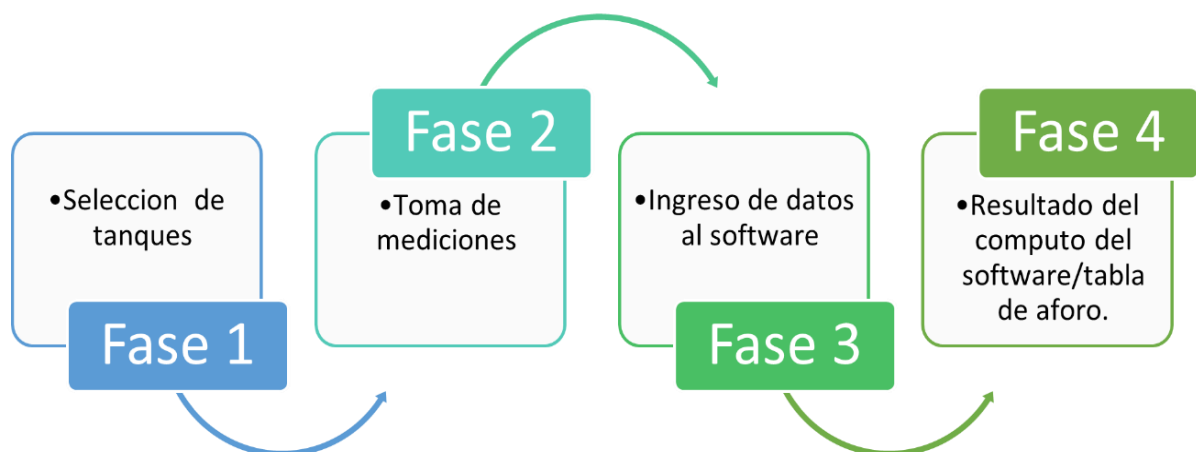 •Seleccion de
tanques
Fase 1
Fase 2
•Toma de
mediciones
•Ingreso de datos
al software
Fase 3
Fase 4
•Resultado del
computo del
software/tabla
de aforo.